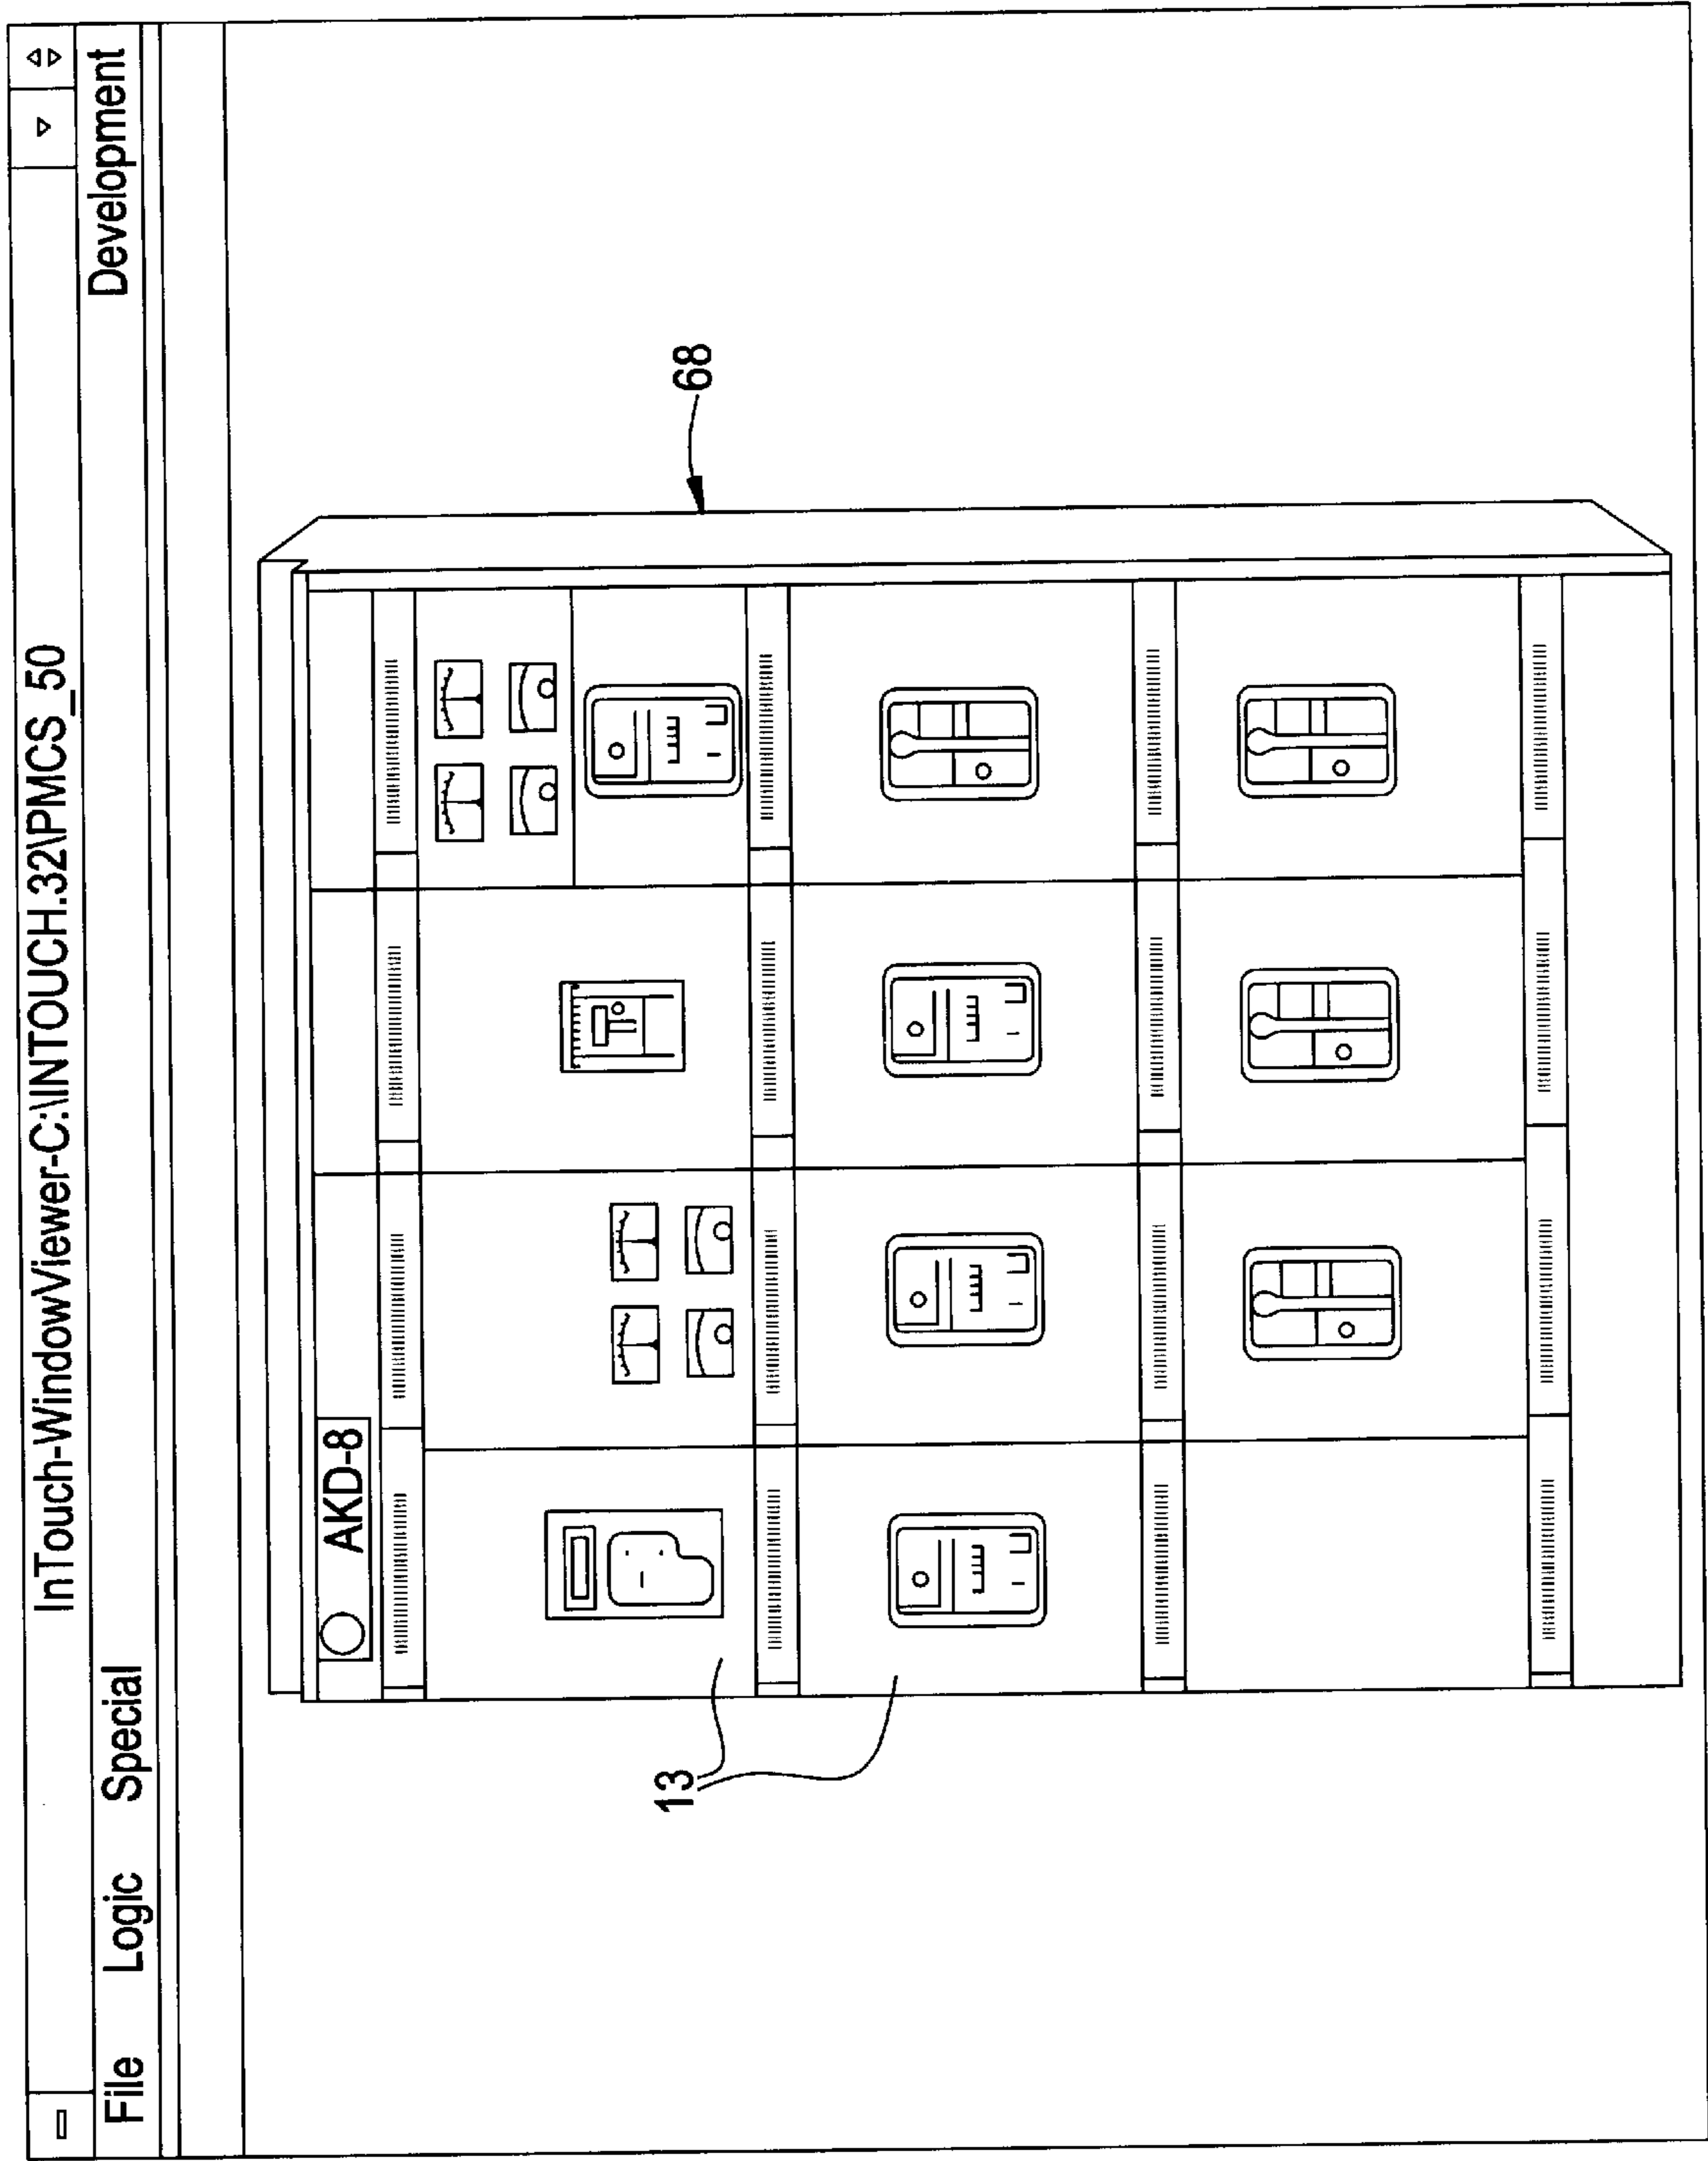 InTouch-WindowViewer-C:\INTOUCH.32\PMCS_50
File Logic Special Development
AKD-8
68
13